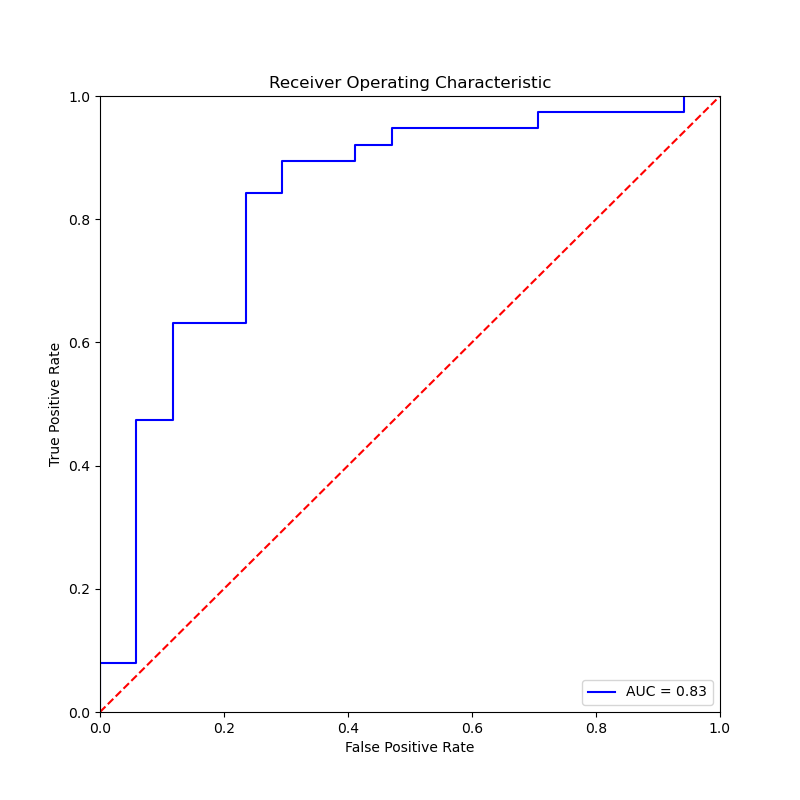 Receiver Operating Characteristic
1.0
0.8
0.6
0.4
0.2
0.0
True Positive Rate
AUC = 0.83
0.0 0.2 0.4 0.6 0.8 1.0
False Positive Rate